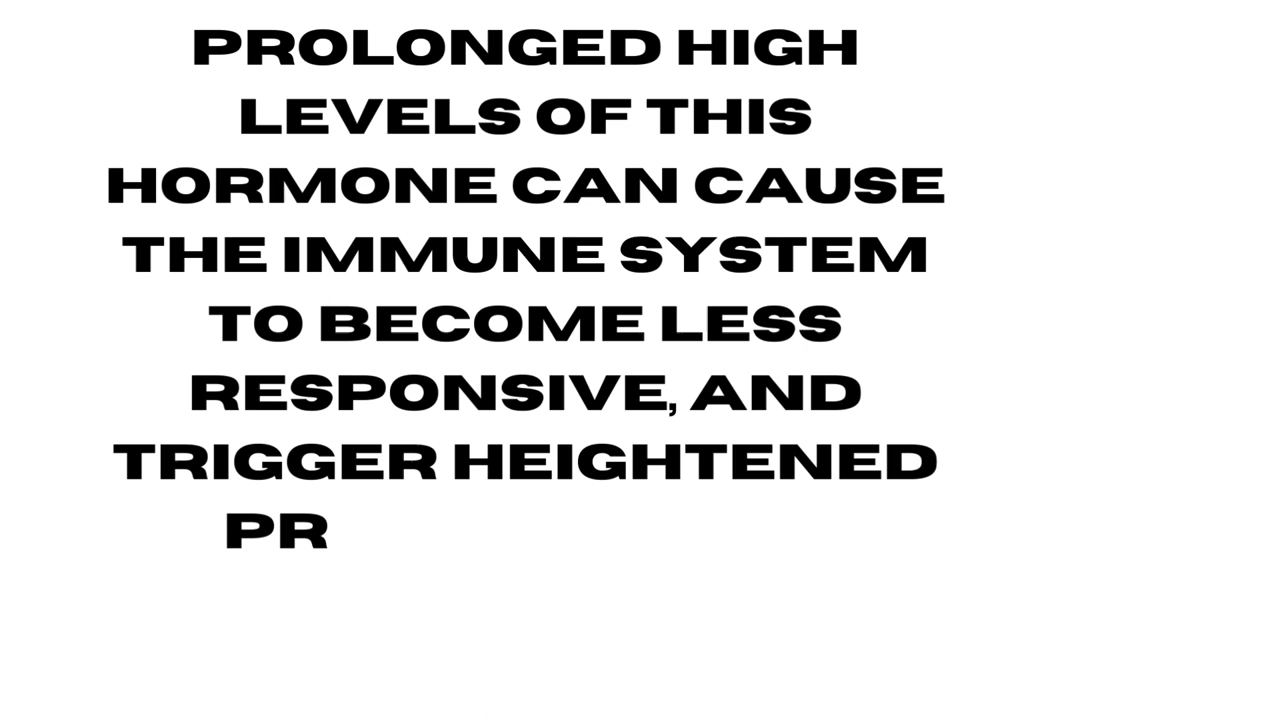 PROLONGED HIGH
LEVELS OF THIS
HORMONE CAN CAUSE
THE IMMUNE SYSTEM
TO BECOME LESS
RESPONSIVE, AND
TRIGGER HEIGHTENED
PR